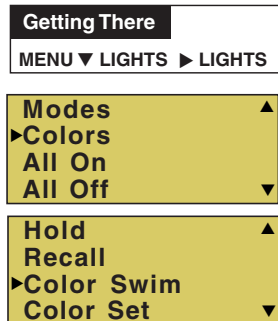 Getting There
MENU ▼ LIGHTS ▶ LIGHTS
Modes ▲
▶Colors
All On
All Off ▼
Hold ▲
Recall
▶Color Swim
Color Set ▼